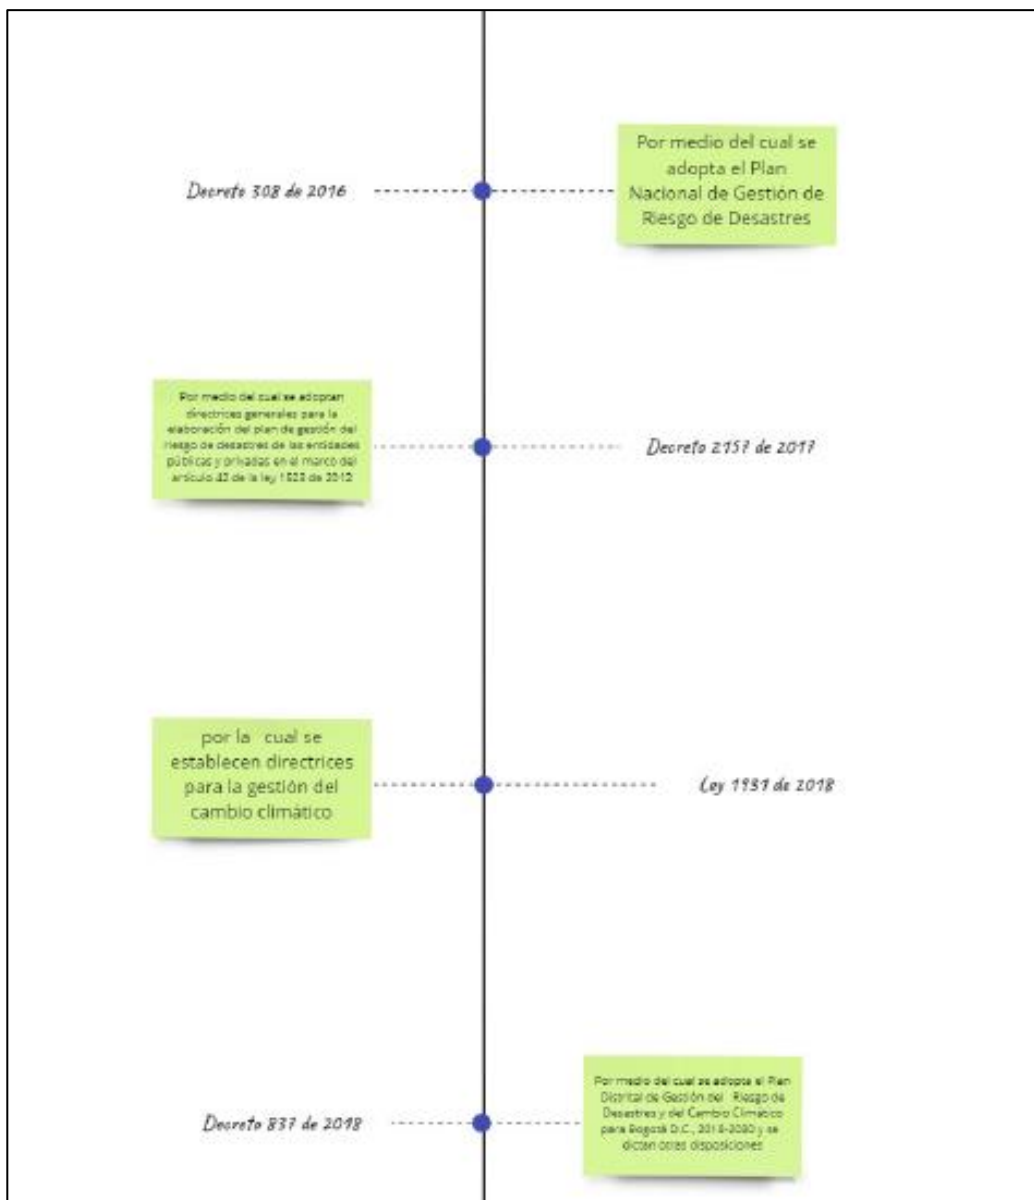 Decreto 308 de 2016
Por medio del cual se
adopta el Plan
Nacional de Gestión de
Riesgo de Desastres
Por medio del cual se adoptan
directrices generales para la
elaboración del plan de gestión del
riesgo de desastres de las entidades
públicas y privadas en el marco del
artículo 42 de la ley 1523 de 2012
Decreto 2157 de 2017
por la cual se
establecen directrices
para la gestión del
cambio climático
Ley 1931 de 2018
Decreto 837 de 2018
Por medio del cual se adopta el Plan
Distrital de Gestión del Riesgo de
Desastres y del Cambio Climático
para Bogotá D.C., 2018-2030 y se
dictan otras disposiciones